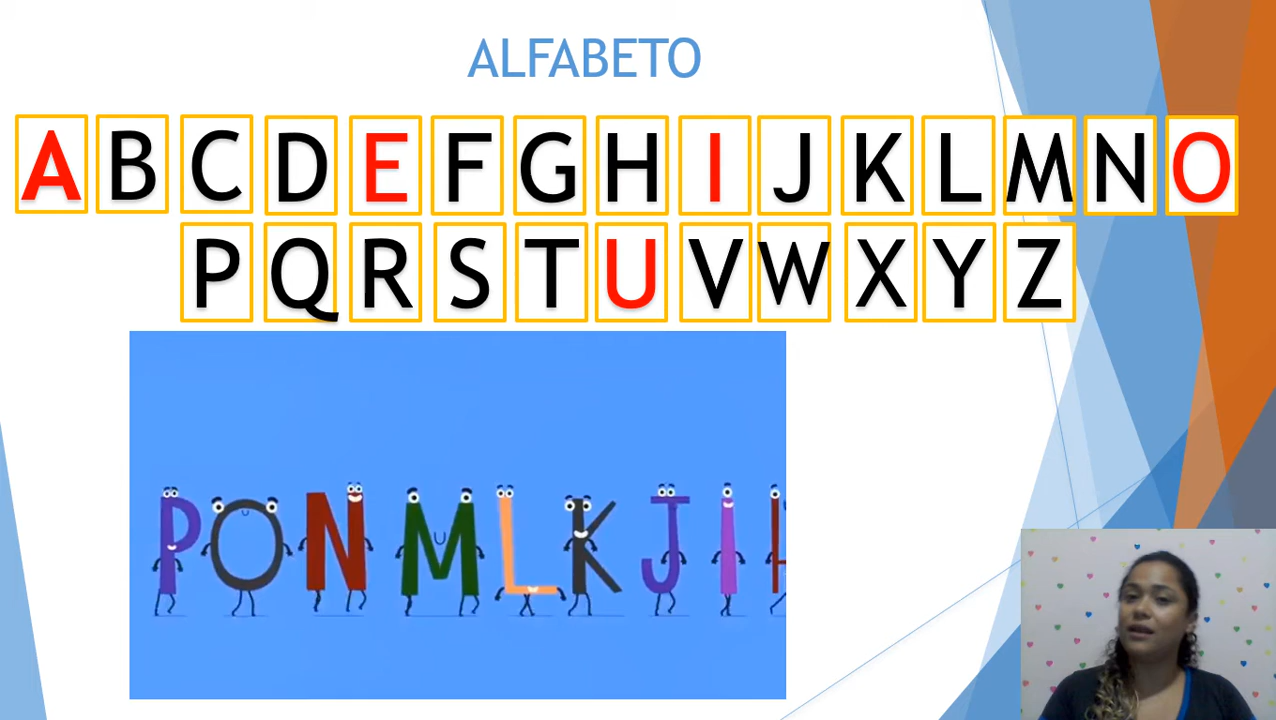 ALFABETO
A B C D E F G H I J K L M N O
P Q R S T U V W X Y Z
P O N M L K J I H